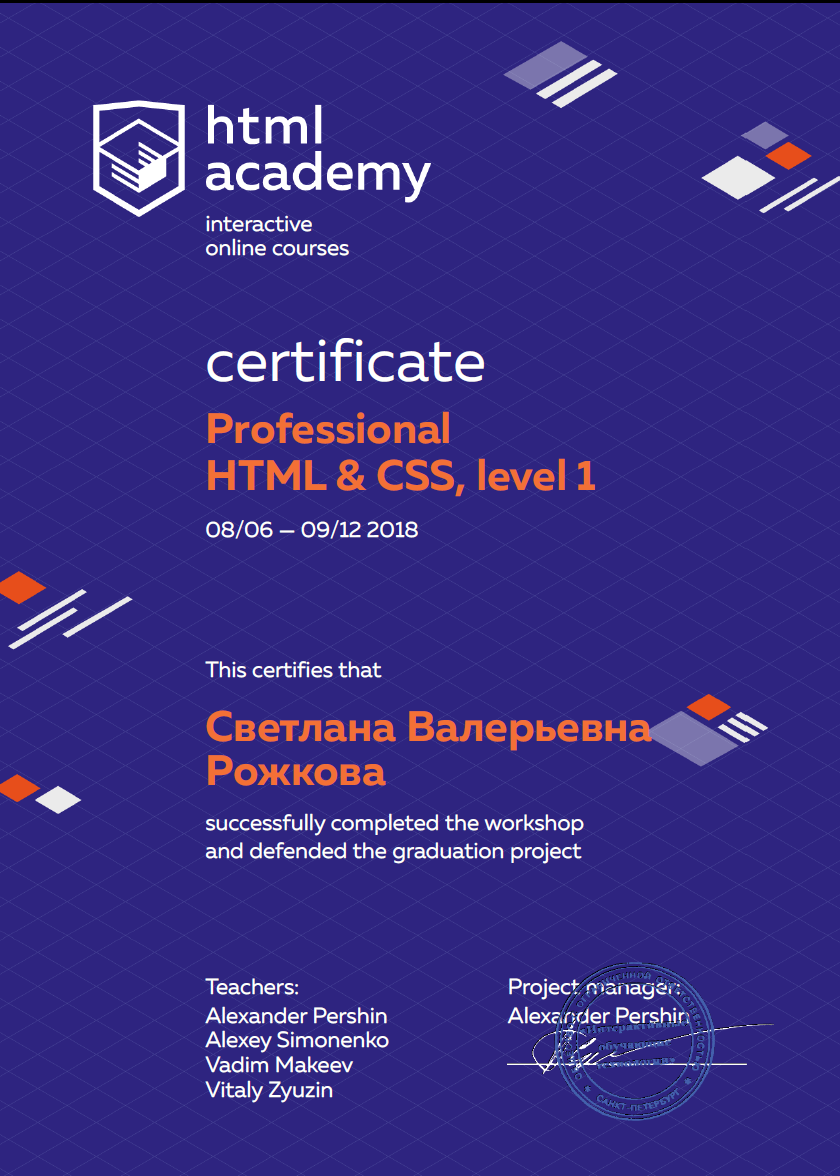 html
academy
interactive
online courses
certificate
Professional
HTML & CSS, level 1
08/06 — 09/12 2018
This certifies that
Светлана Валерьевна
Рожкова
successfully completed the workshop
and defended the graduation project
Teachers:
Alexander Pershin
Alexey Simonenko
Vadim Makeev
Vitaly Zyuzin
Project manager:
Alexander Pershin
«Интерактивные
обучающие
технологии»
САНКТ-ПЕТЕРБУРГ